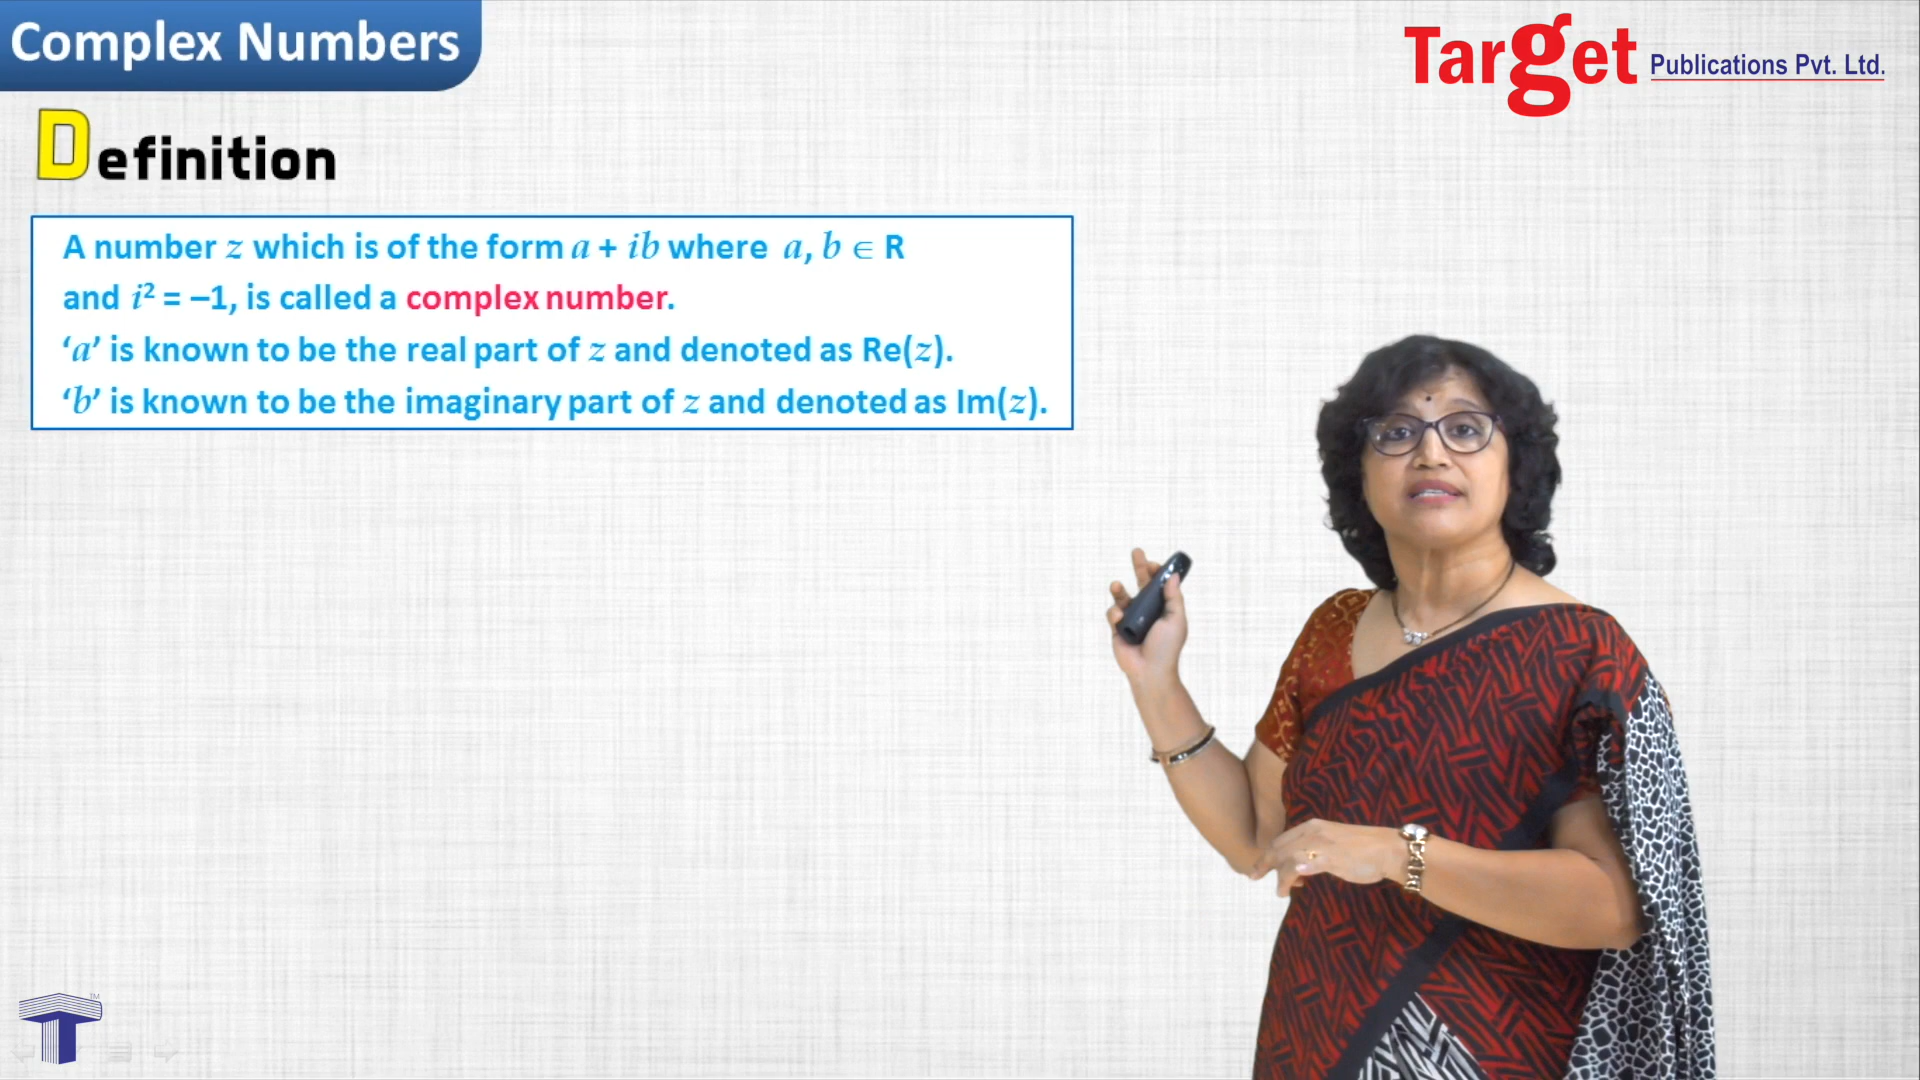 Complex Numbers
Target Publications Pvt. Ltd.
Definition
A number z which is of the form a + ib where a, b ∈ R
and i² = –1, is called a complex number.
‘a’ is known to be the real part of z and denoted as Re(z).
‘b’ is known to be the imaginary part of z and denoted as Im(z).
TM
T